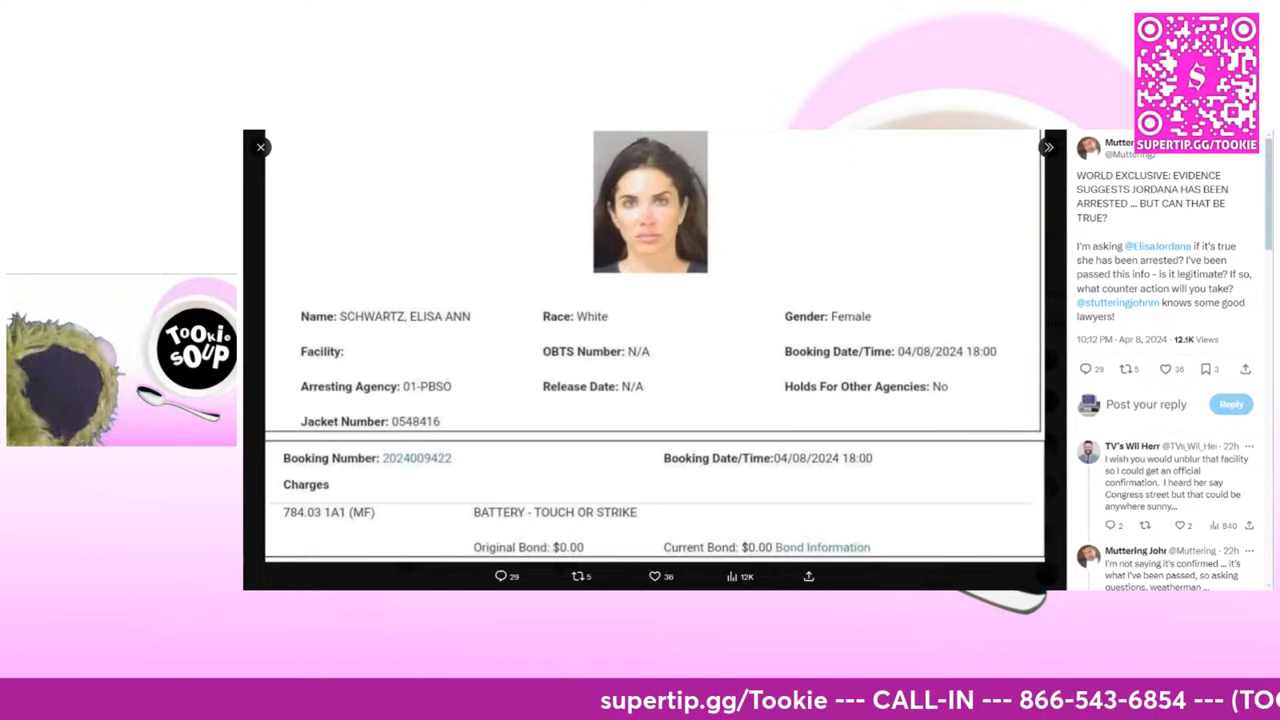 SUPERTIP.GG/TOOKIE
TOOKIE
SOUP
Name: SCHWARTZ, ELISA ANN
Race: White
Gender: Female
Facility:
OBTS Number: N/A
Booking Date/Time: 04/08/2024 18:00
Arresting Agency: 01-PBSO
Release Date: N/A
Holds For Other Agencies: No
Jacket Number: 0548416
Booking Number: 2024009422
Booking Date/Time:04/08/2024 18:00
Charges
784.03 1A1 (MF)
BATTERY - TOUCH OR STRIKE
Original Bond: $0.00
Current Bond: $0.00 Bond Information
29
5
36
12K
WORLD EXCLUSIVE: EVIDENCE
SUGGESTS JORDANA HAS BEEN
ARRESTED ... BUT CAN THAT BE
TRUE?
I'm asking @ElisaJordana if it's true
she has been arrested? I've been
passed this info - is it legitimate? If so,
what counter action will you take?
@stutteringjohnm knows some good
lawyers!
10:12 PM · Apr 8, 2024 · 12.1K Views
29
5
36
3
Post your reply
Reply
TV's Wil Herr · 22h
I wish you would unblur that facility
so I could get an official
confirmation. I heard her say
Congress street but that could be
anywhere sunny...
2
2
640
Muttering Joh @Muttering · 22h
I'm not saying it's confirmed ... it's
what I've been passed, so asking
questions, weatherman ...
supertip.gg/Tookie --- CALL-IN --- 866-543-6854 --- (TOO